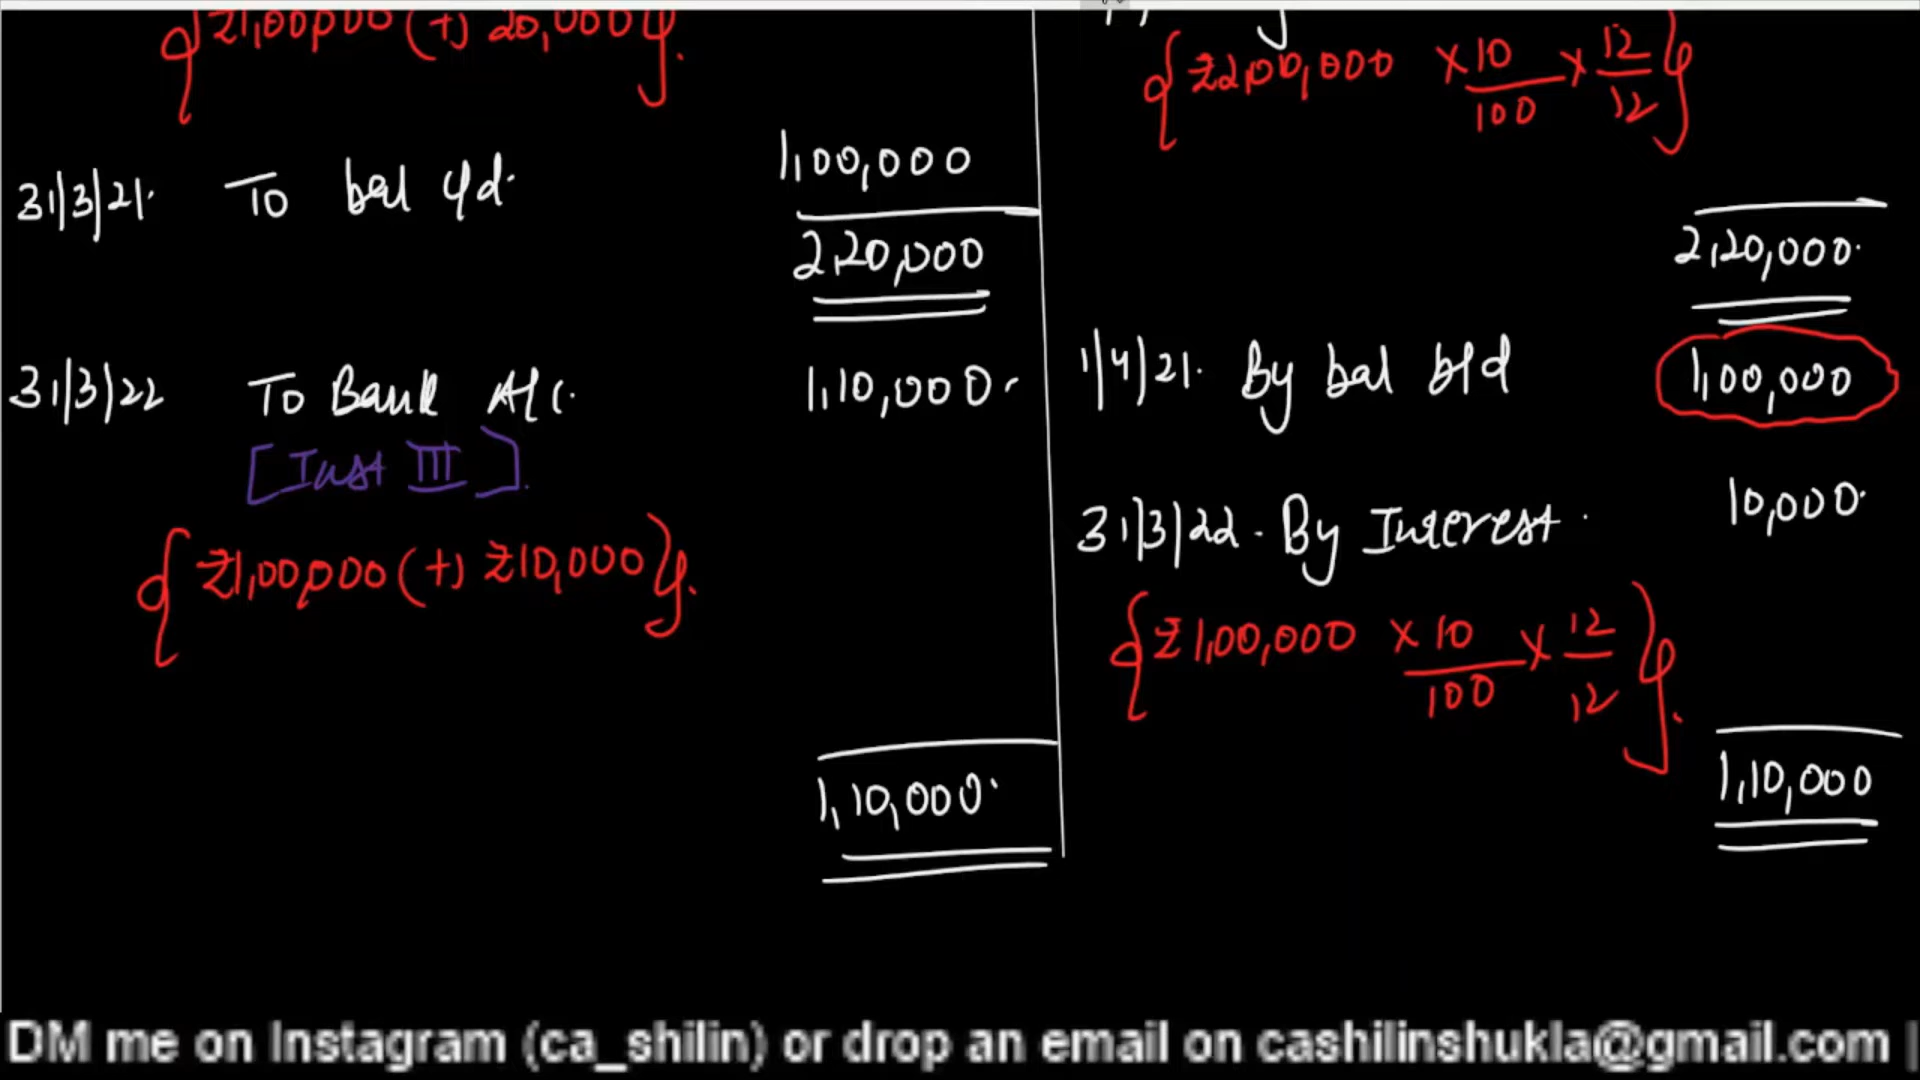 {₹1,00,000 (+) 20,000}.
31/3/21. To bal c/d. 1,00,000
2,20,000
31/3/22 To Bank A/c. 1,10,000.
[Inst III].
{₹1,00,000 (+) ₹10,000}.
1,10,000.
{₹2,00,000 × 10/100 × 12/12}
2,20,000.
1/4/21. By bal b/d 1,00,000
31/3/22. By Interest. 10,000.
{₹1,00,000 × 10/100 × 12/12}.
1,10,000
DM me on Instagram (ca_shilin) or drop an email on cashilinshukla@gmail.com |